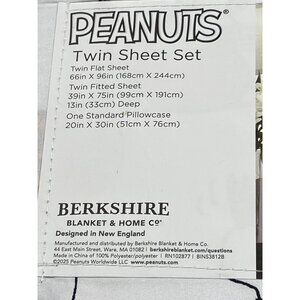 PEANUTS®
Twin Sheet Set
Twin Flat Sheet
66in X 96in (168cm X 244cm)
Twin Fitted Sheet
39in X 75in (99cm X 191cm)
13in (33cm) Deep
One Standard Pillowcase
20in X 30in (51cm X 76cm)
BERKSHIRE
BLANKET & HOME Cº
Designed in New England
Manufactured and distributed by Berkshire Blanket & Home Co.
44 East Main Street, Ware, MA 01082 | berkshireblanket.com/questions
Made in China of 100% Polyester/polyester | RN102877 | BINS3812B
©2025 Peanuts Worldwide LLC www.peanuts.com